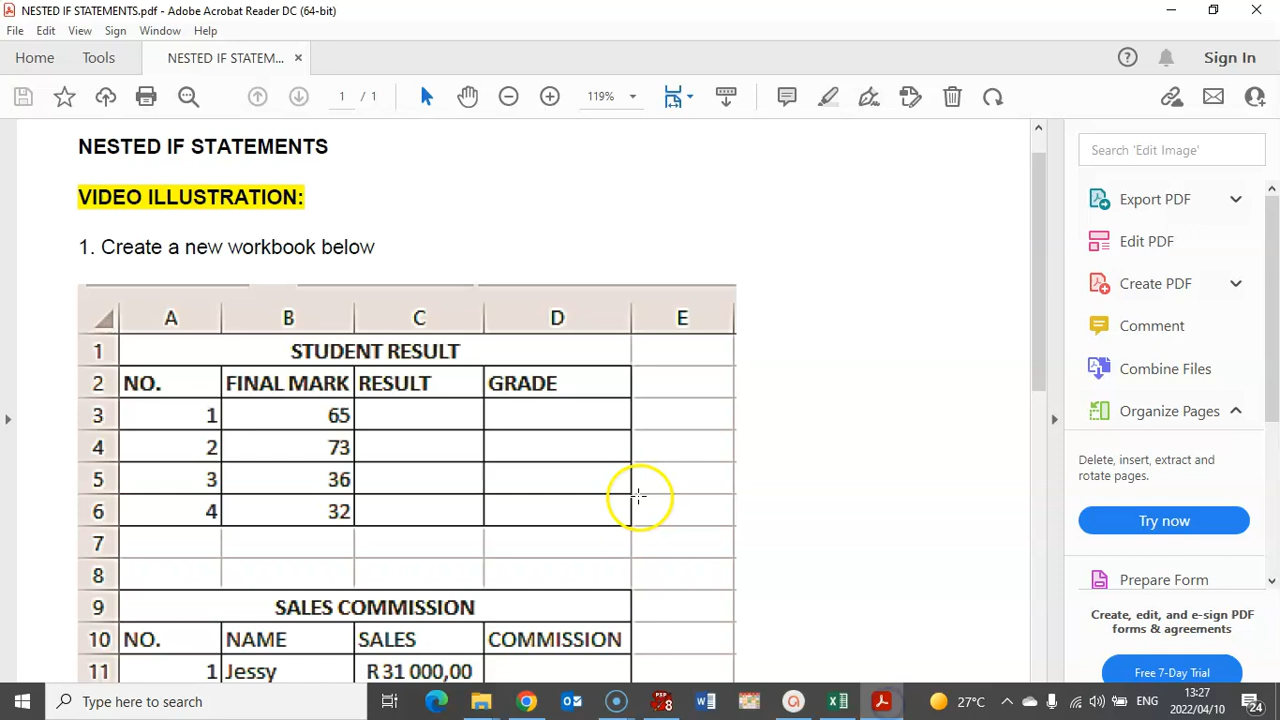 NESTED IF STATEMENTS.pdf - Adobe Acrobat Reader DC (64-bit)
File Edit View Sign Window Help
Home Tools NESTED IF STATEM... Sign In
1 / 1 119%
NESTED IF STATEMENTS
VIDEO ILLUSTRATION:
1. Create a new workbook below
A B C D E
1 STUDENT RESULT
2 NO. FINAL MARK RESULT GRADE
3 1 65
4 2 73
5 3 36
6 4 32
7
8
9 SALES COMMISSION
10 NO. NAME SALES COMMISSION
11 1 Jessy R 31 000,00
Search 'Edit Image'
Export PDF
Edit PDF
Create PDF
Comment
Combine Files
Organize Pages
Delete, insert, extract and
rotate pages.
Try now
Prepare Form
Create, edit, and e-sign PDF
forms & agreements
Free 7-Day Trial
Type here to search 27°C ENG 13:27
2022/04/10 24